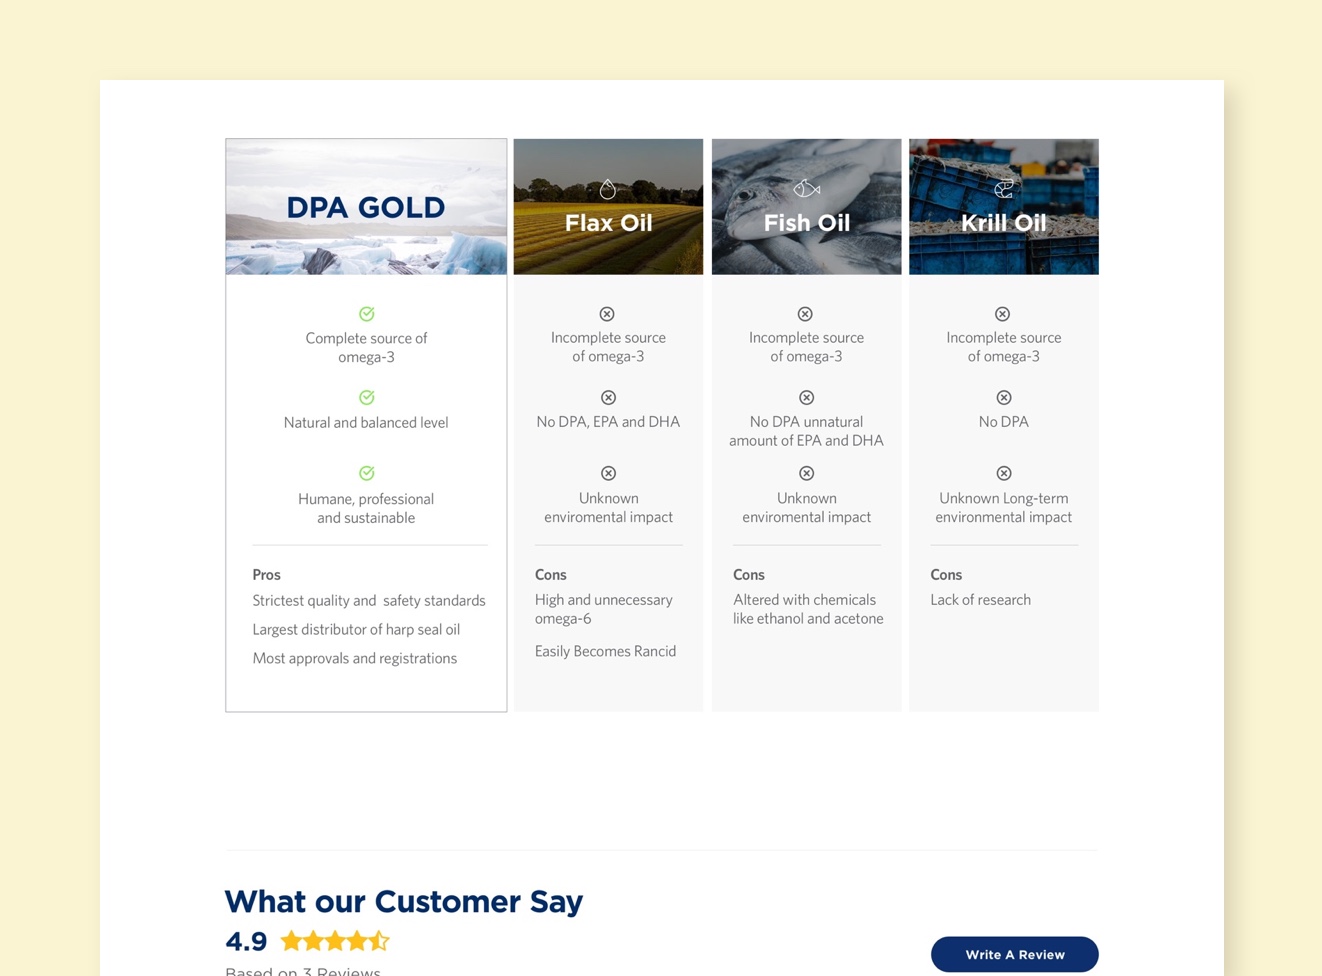 DPA GOLD
Complete source of
omega-3
Natural and balanced level
Humane, professional
and sustainable
Pros
Strictest quality and safety standards
Largest distributor of harp seal oil
Most approvals and registrations
Flax Oil
Incomplete source
of omega-3
No DPA, EPA and DHA
Unknown
enviromental impact
Cons
High and unnecessary
omega-6
Easily Becomes Rancid
Fish Oil
Incomplete source
of omega-3
No DPA unnatural
amount of EPA and DHA
Unknown
enviromental impact
Cons
Altered with chemicals
like ethanol and acetone
Krill Oil
Incomplete source
of omega-3
No DPA
Unknown Long-term
environmental impact
Cons
Lack of research
What our Customer Say
4.9
Based on 3 Reviews
Write A Review